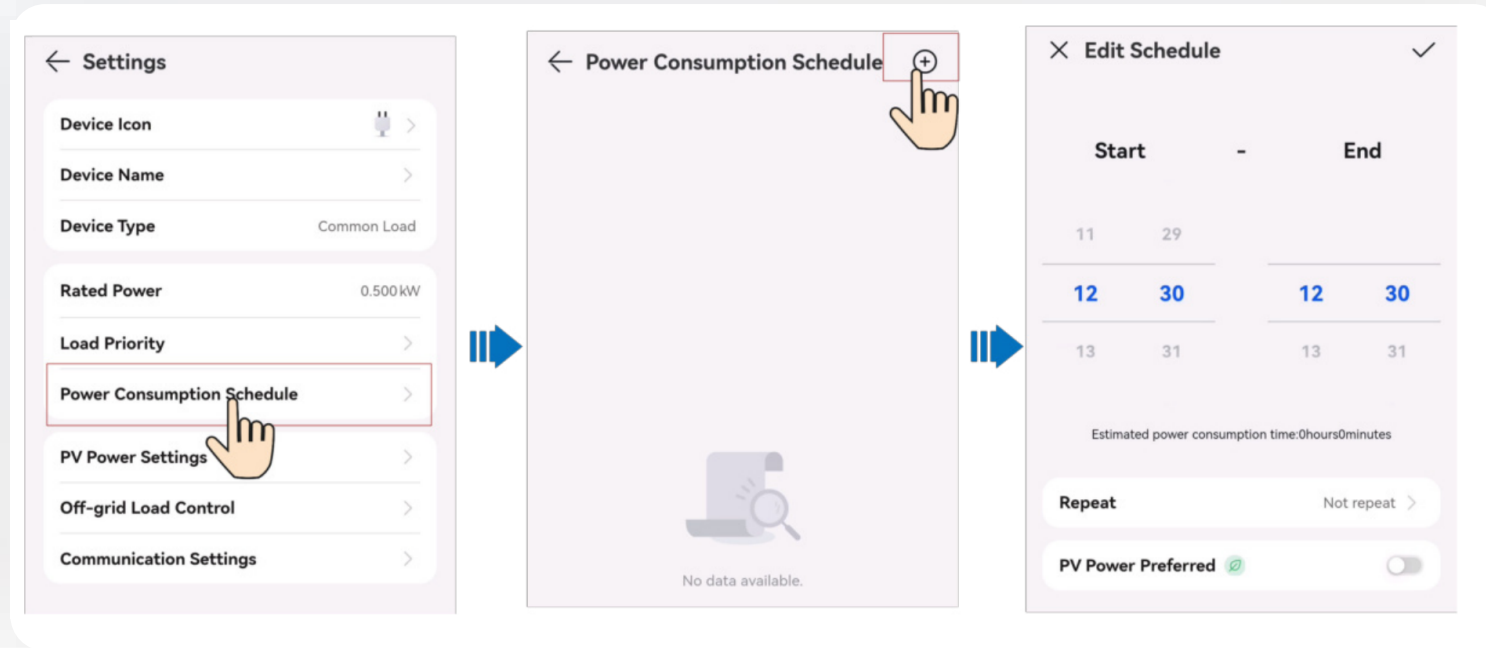 Settings
Device Icon
Device Name
Device Type Common Load
Rated Power 0.500kW
Load Priority
Power Consumption Schedule
PV Power Settings
Off-grid Load Control
Communication Settings
Power Consumption Schedule
No data available.
Edit Schedule
Start - End
11 29
12 30 12 30
13 31 13 31
Estimated power consumption time:0hours0minutes
Repeat Not repeat
PV Power Preferred